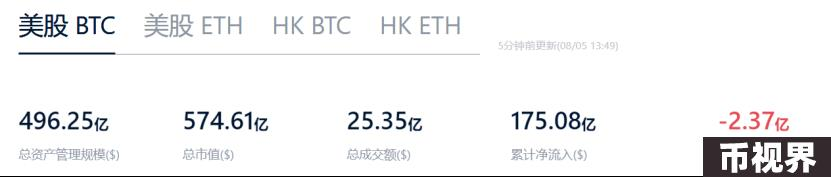 美股 BTC 美股 ETH HK BTC HK ETH
5分钟前更新(08/05 13:49)
496.25亿 574.61亿 25.35亿 175.08亿 -2.37亿
总资产管理规模($) 总市值($) 总成交额($) 累计净流入($)
币视界